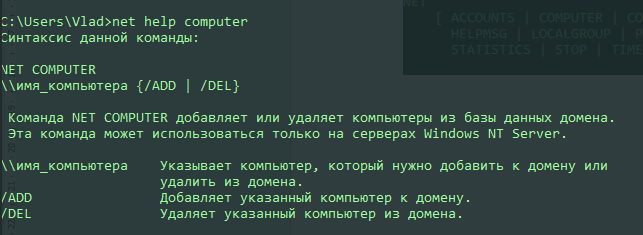 NET
[ ACCOUNTS | COMPUTER | CO
HELPMSG | LOCALGROUP | P
STATISTICS | STOP | TIME
C:\Users\Vlad>net help computer
Синтаксис данной команды:
NET COMPUTER
\\имя_компьютера {/ADD | /DEL}
Команда NET COMPUTER добавляет или удаляет компьютеры из базы данных домена.
Эта команда может использоваться только на серверах Windows NT Server.
\\имя_компьютера Указывает компьютер, который нужно добавить к домену или
удалить из домена.
/ADD Добавляет указанный компьютер к домену.
/DEL Удаляет указанный компьютер из домена.